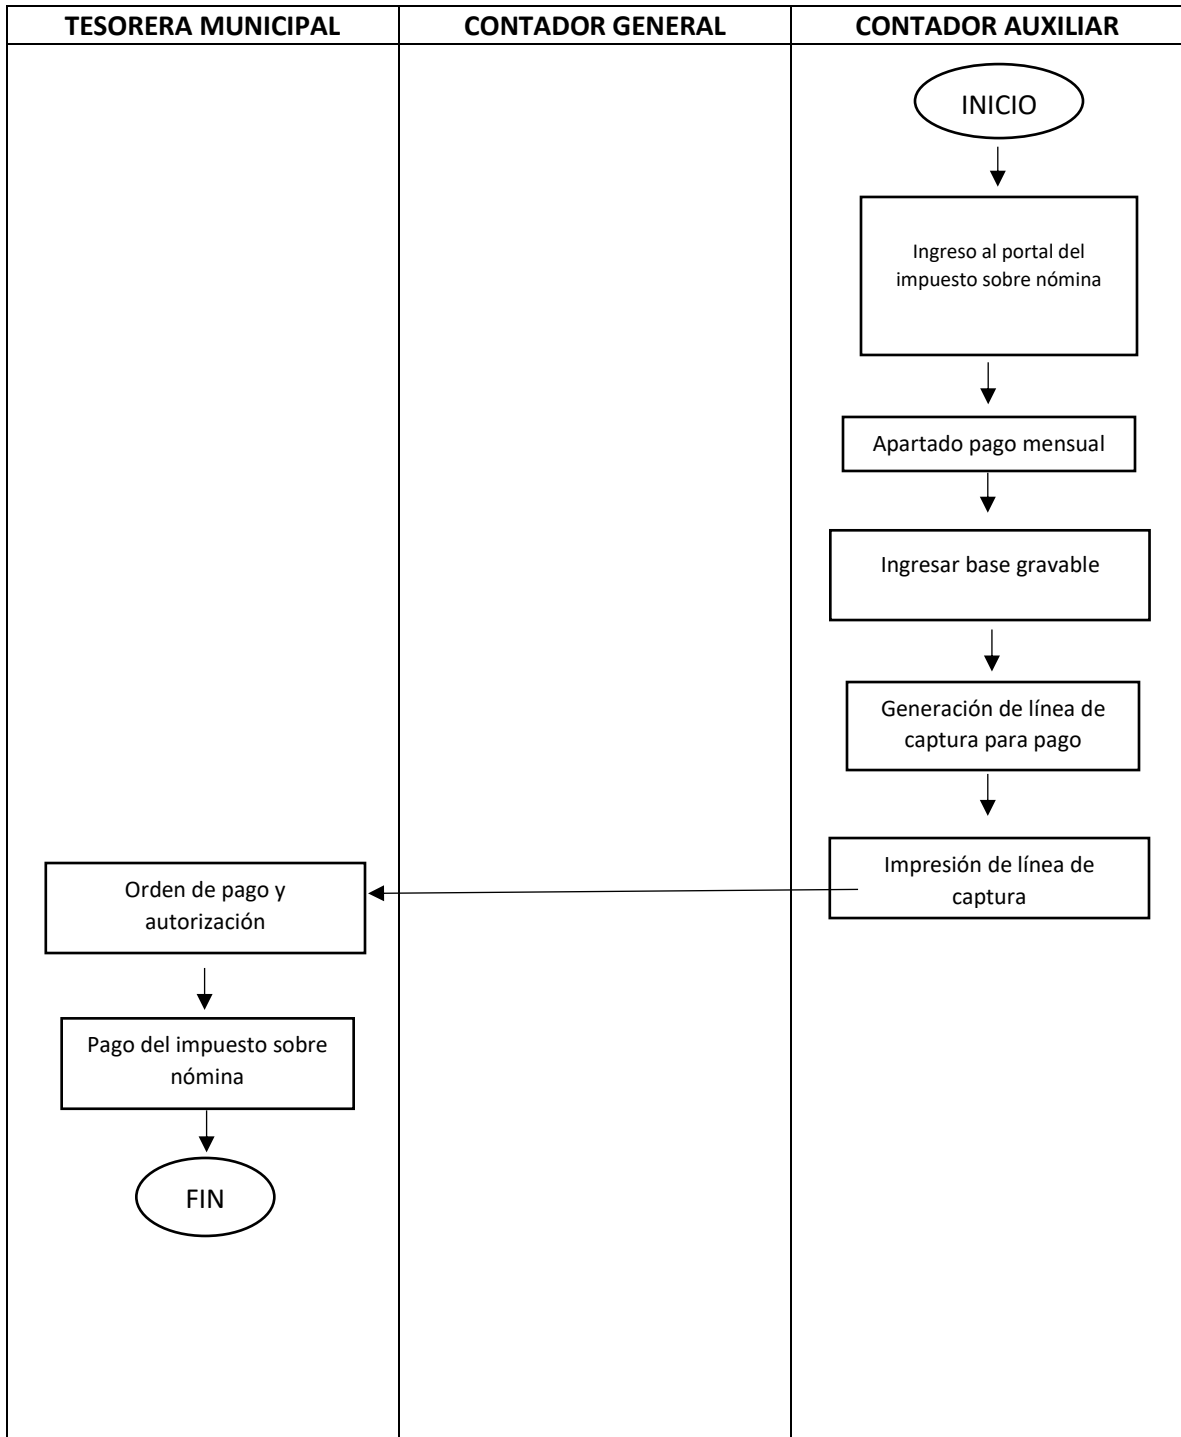 TESORERA MUNICIPAL
CONTADOR GENERAL
CONTADOR AUXILIAR
INICIO
Ingreso al portal del
impuesto sobre nómina
Apartado pago mensual
Ingresar base gravable
Generación de línea de
captura para pago
Impresión de línea de
captura
Orden de pago y
autorización
Pago del impuesto sobre
nómina
FIN